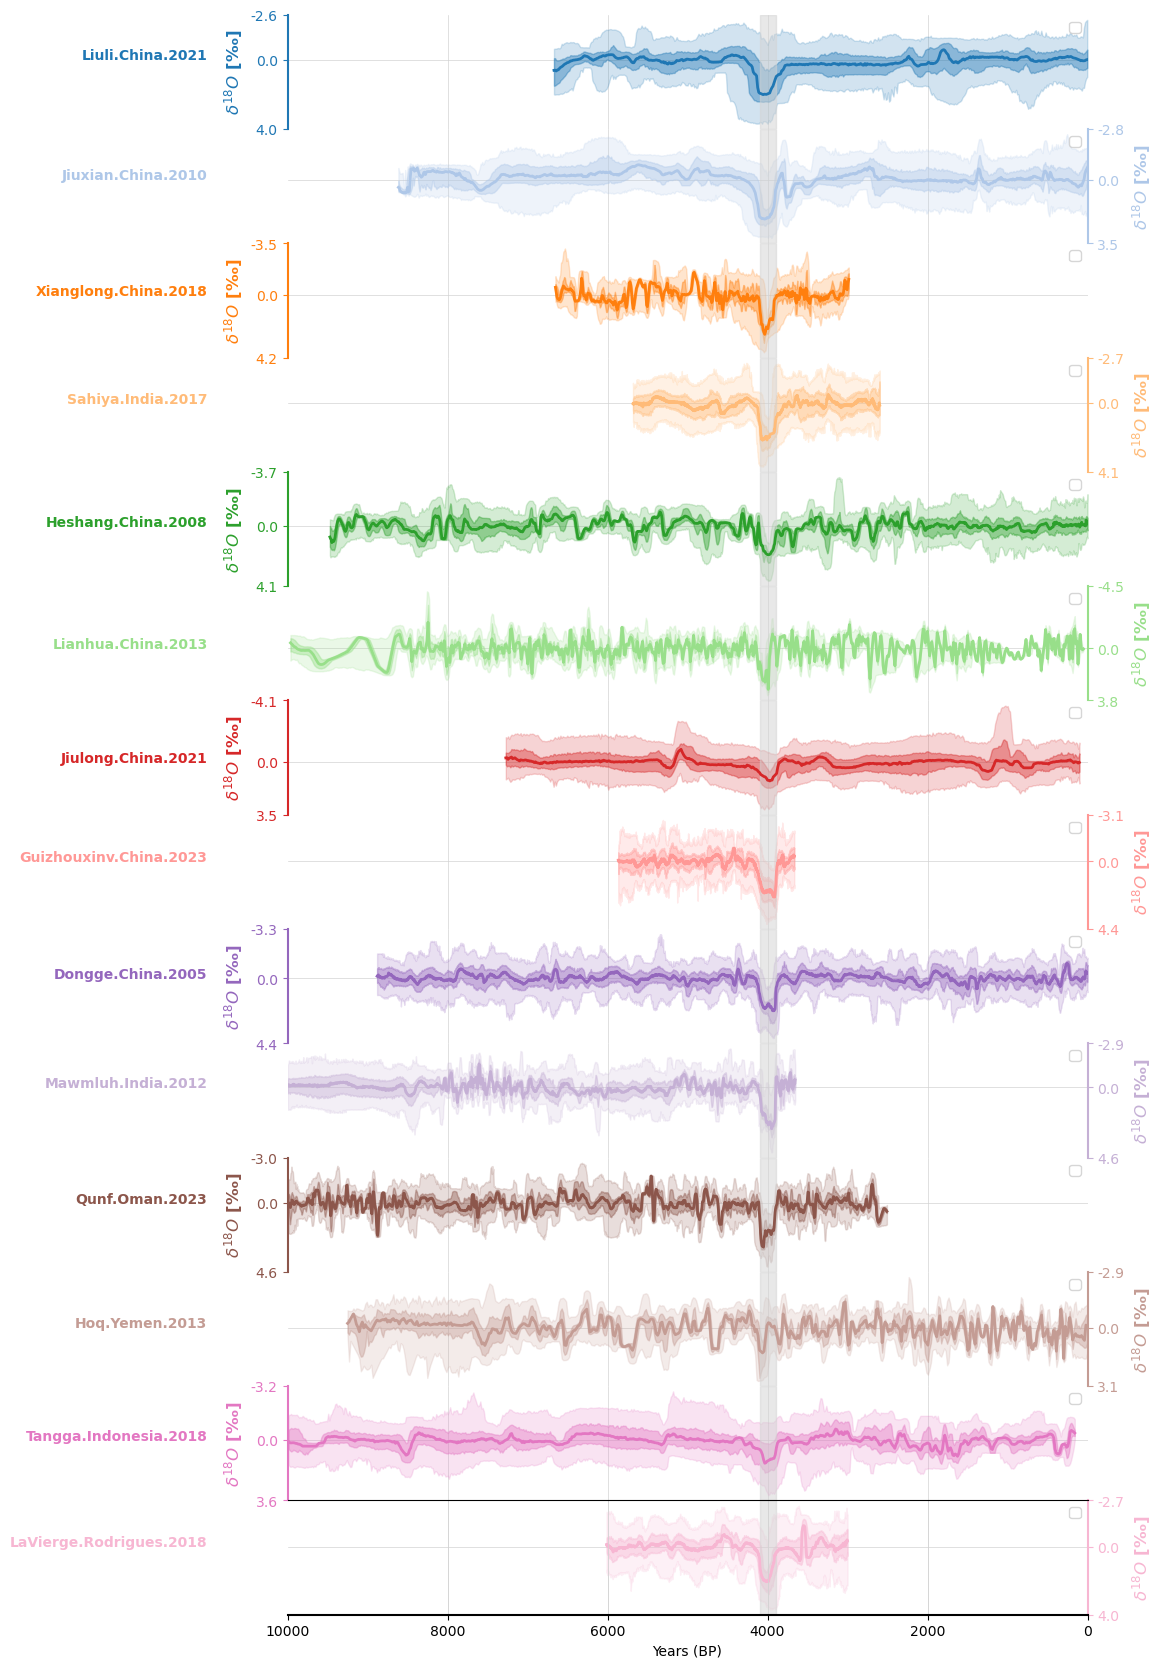 -2.6
Liuli.China.2021
0.0
δ18O [‰]
4.0
-2.8
Jiuxian.China.2010
0.0
δ18O [‰]
3.5
-3.5
Xianglong.China.2018
0.0
δ18O [‰]
4.2
-2.7
Sahiya.India.2017
0.0
δ18O [‰]
4.1
-3.7
Heshang.China.2008
0.0
δ18O [‰]
4.1
-4.5
Lianhua.China.2013
0.0
δ18O [‰]
3.8
-4.1
Jiulong.China.2021
0.0
δ18O [‰]
3.5
-3.1
Guizhouxinv.China.2023
0.0
δ18O [‰]
4.4
-3.3
Dongge.China.2005
0.0
δ18O [‰]
4.4
-2.9
Mawmluh.India.2012
0.0
δ18O [‰]
4.6
-3.0
Qunf.Oman.2023
0.0
δ18O [‰]
4.6
-2.9
Hoq.Yemen.2013
0.0
δ18O [‰]
3.1
-3.2
Tangga.Indonesia.2018
0.0
δ18O [‰]
3.6
-2.7
LaVierge.Rodrigues.2018
0.0
δ18O [‰]
4.0
10000 8000 6000 4000 2000 0
Years (BP)